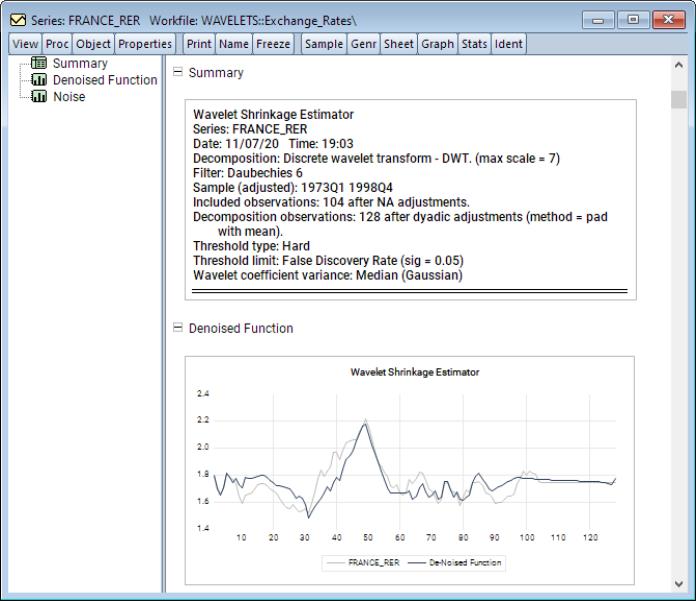 Series: FRANCE_RER   Workfile: WAVELETS::Exchange_Rates\
View Proc Object Properties Print Name Freeze Sample Genr Sheet Graph Stats Ident
Summary
Denoised Function
Noise
Summary
Wavelet Shrinkage Estimator
Series: FRANCE_RER
Date: 11/07/20   Time: 19:03
Decomposition: Discrete wavelet transform - DWT. (max scale = 7)
Filter: Daubechies 6
Sample (adjusted): 1973Q1 1998Q4
Included observations: 104 after NA adjustments.
Decomposition observations: 128 after dyadic adjustments (method = pad
with mean).
Threshold type: Hard
Threshold limit: False Discovery Rate (sig = 0.05)
Wavelet coefficient variance: Median (Gaussian)
Denoised Function
Wavelet Shrinkage Estimator
2.4
2.2
2.0
1.8
1.6
1.4
10 20 30 40 50 60 70 80 90 100 110 120
FRANCE_RER De-Noised Function